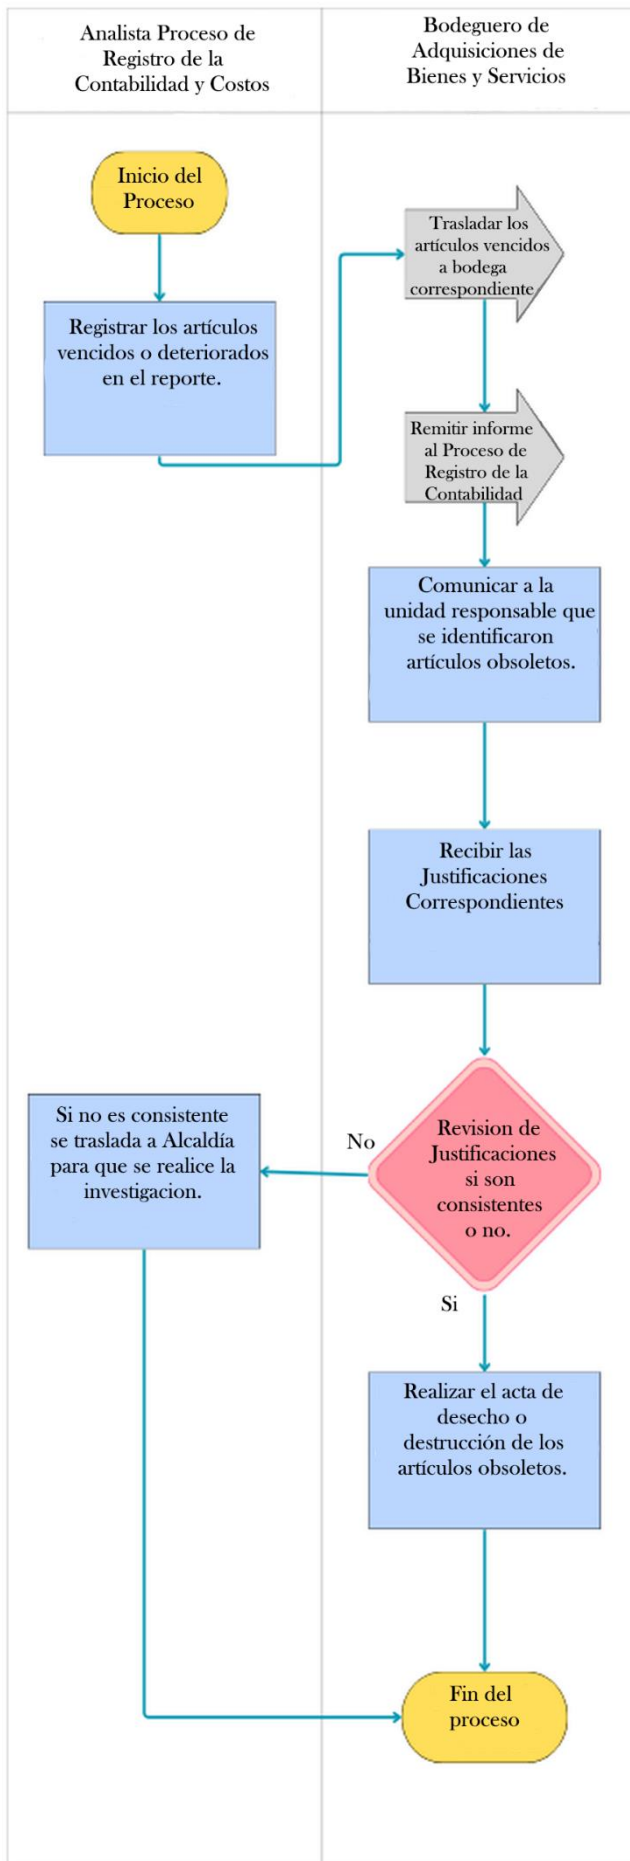 Analista Proceso de
Registro de la
Contabilidad y Costos
Bodeguero de
Adquisiciones de
Bienes y Servicios
Inicio del
Proceso
Registrar los artículos
vencidos o deteriorados
en el reporte.
Trasladar los
artículos vencidos
a bodega
correspondiente
Remitir informe
al Proceso de
Registro de la
Contabilidad
Comunicar a la
unidad responsable que
se identificaron
artículos obsoletos.
Recibir las
Justificaciones
Correspondientes
Revision de
Justificaciones
si son
consistentes
o no.
No
Si no es consistente
se traslada a Alcaldía
para que se realice la
investigacion.
Si
Realizar el acta de
desecho o
destrucción de los
artículos obsoletos.
Fin del
proceso